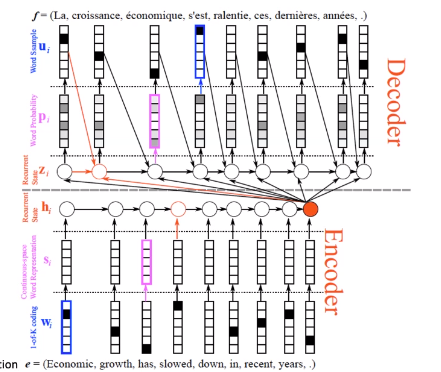 f = (La, croissance, économique, s'est, ralentie, ces, dernières, années, .)
Word Ssample
u_i
Word Probability
p_i
Recurrent State
z_i
Decoder
Recurrent State
h_i
Continuous-space Word Representation
s_i
1-of-K coding
w_i
Encoder
tion e = (Economic, growth, has, slowed, down, in, recent, years, .)